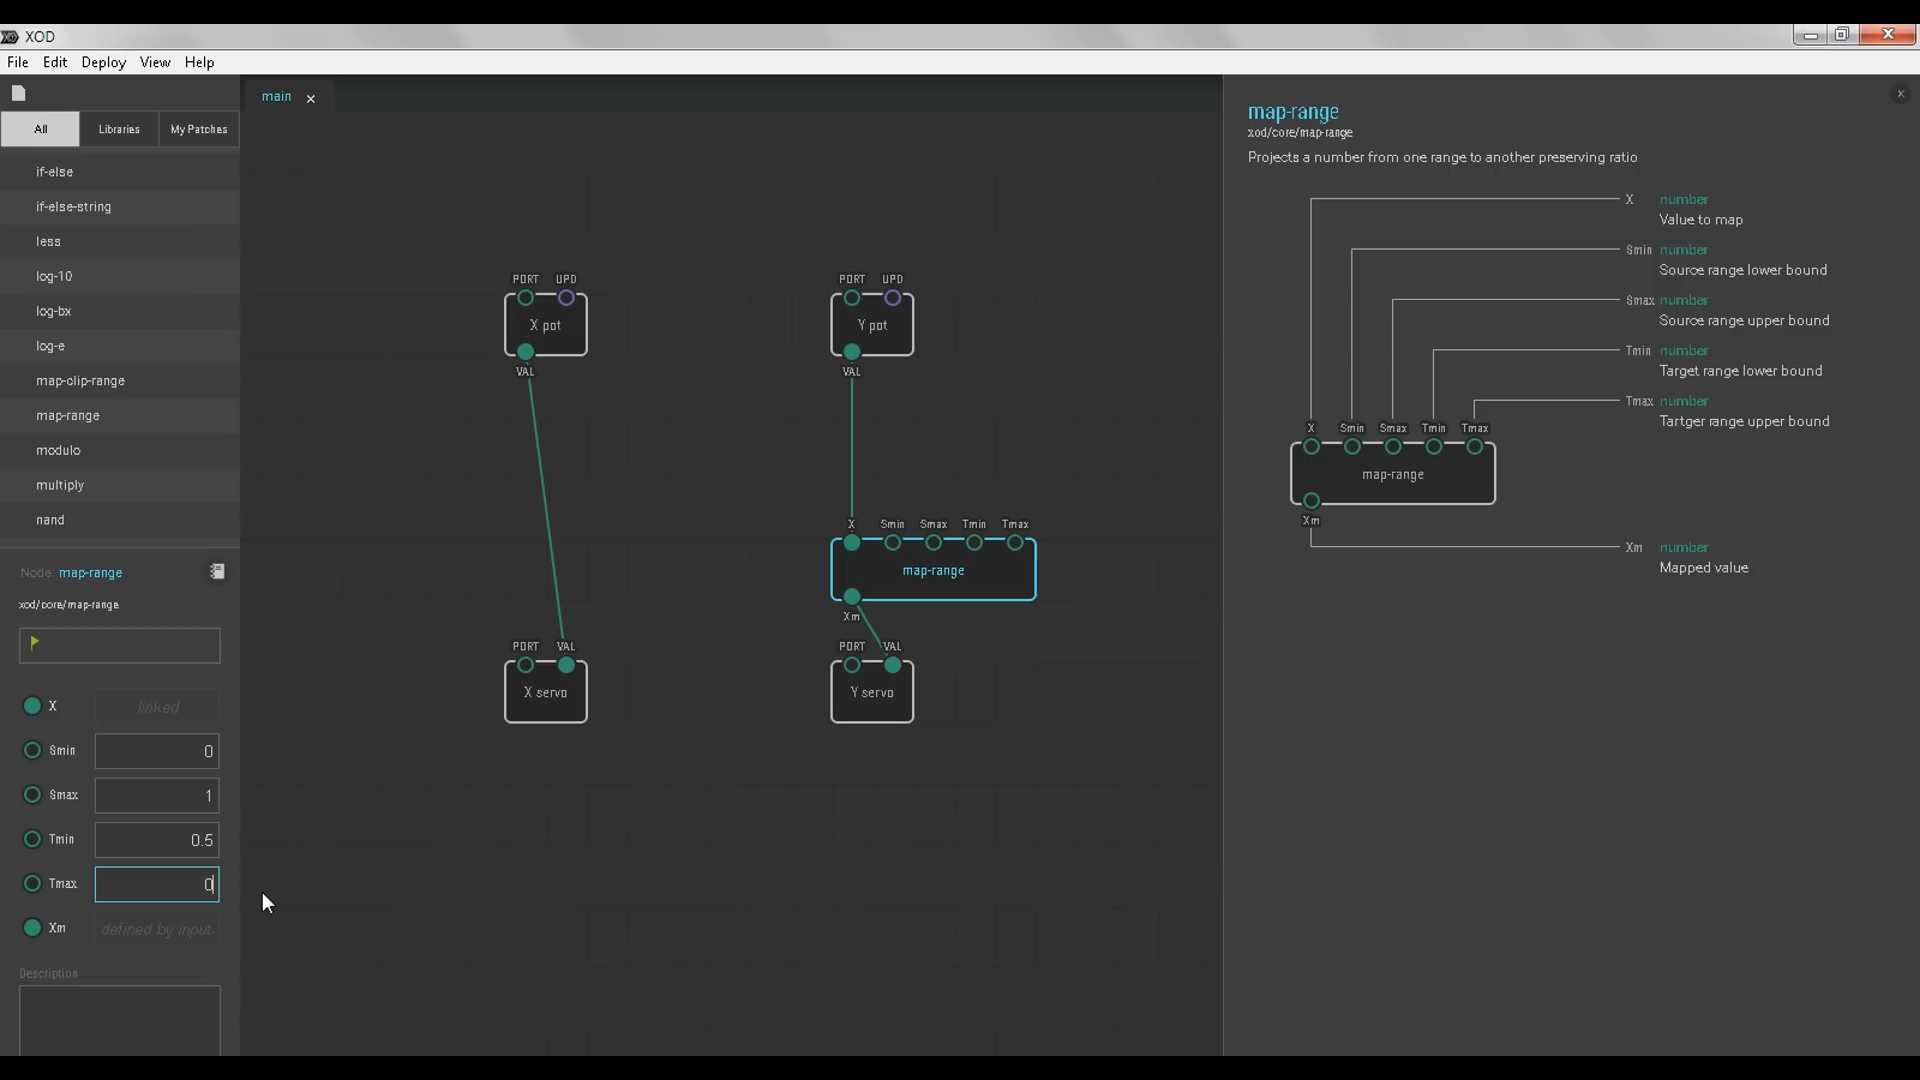 XOD
File Edit Deploy View Help
main
All Libraries My Patches
if-else
if-else-string
less
log-10
log-bx
log-e
map-clip-range
map-range
modulo
multiply
nand
Node: map-range
xod/core/map-range
X linked
Smin 0
Smax 1
Tmin 0.5
Tmax 0
Xm defined by input
Description
PORT UPD
X pot
VAL
PORT UPD
Y pot
VAL
X Smin Smax Tmin Tmax
map-range
Xm
PORT VAL
X servo
PORT VAL
Y servo
map-range
xod/core/map-range
Projects a number from one range to another preserving ratio
X number
Value to map
Smin number
Source range lower bound
Smax number
Source range upper bound
Tmin number
Target range lower bound
Tmax number
Tartger range upper bound
X Smin Smax Tmin Tmax
map-range
Xm
Xm number
Mapped value